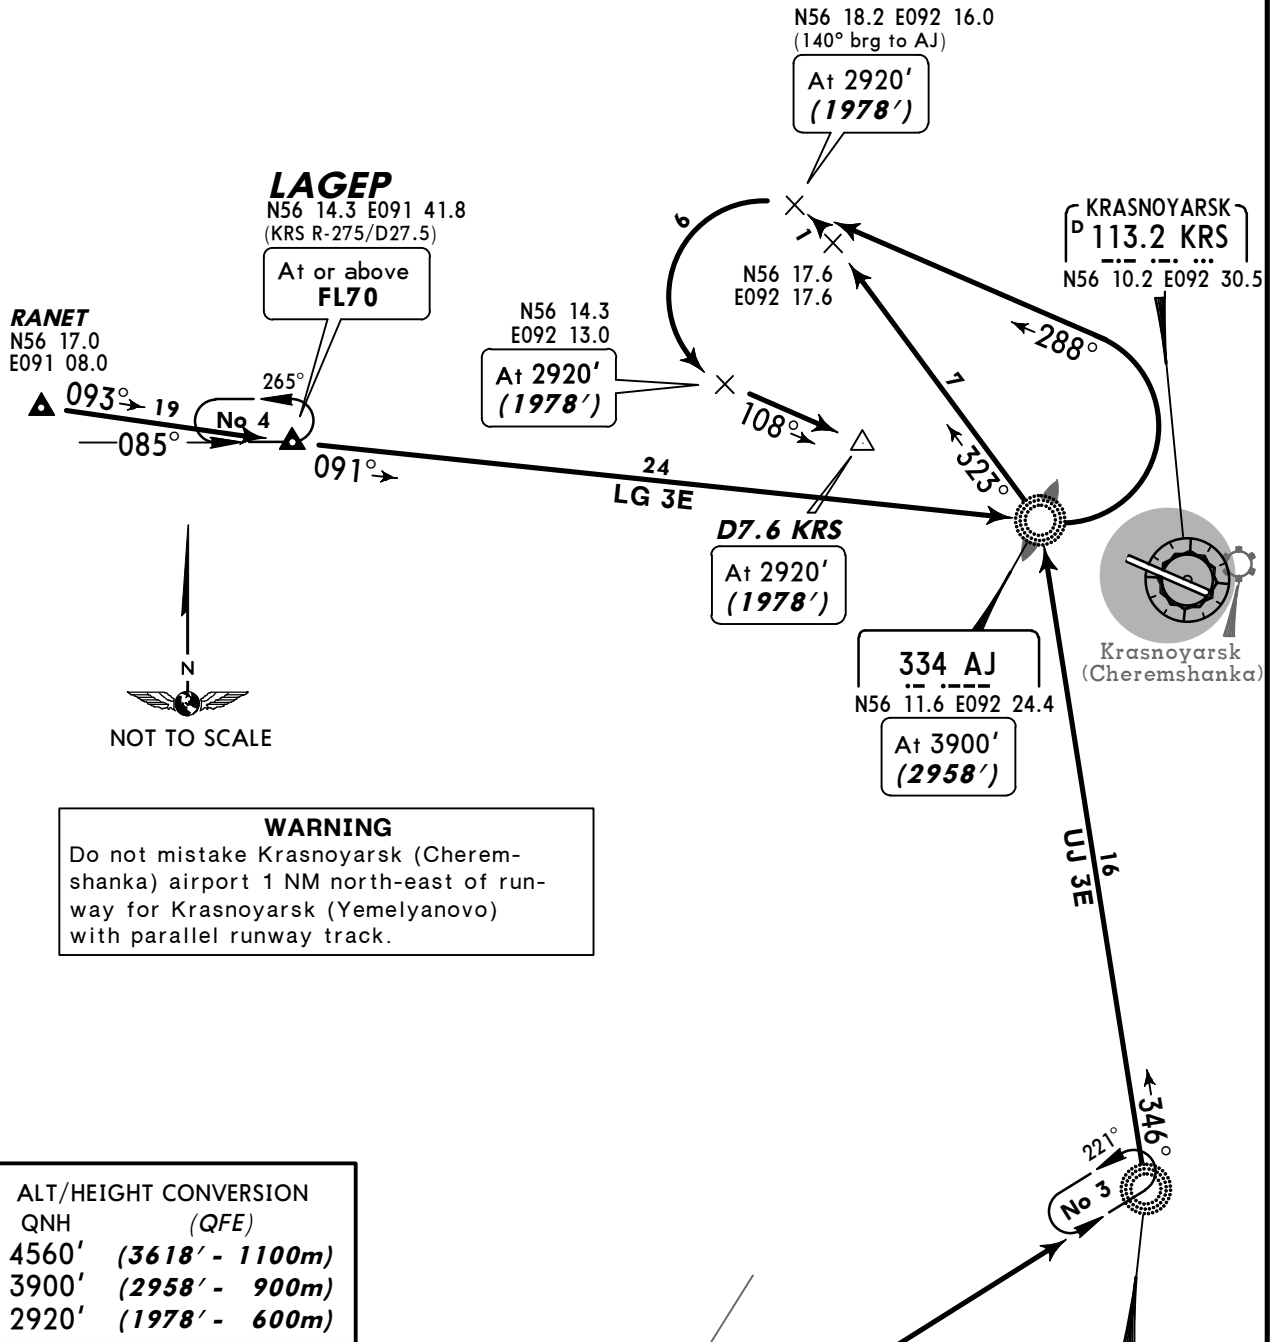 N56 18.2 E092 16.0
(140° brg to AJ)
At 2920'
(1978')
LAGEP
N56 14.3 E091 41.8
(KRS R-275/D27.5)
At or above
FL70
KRASNOYARSK
D 113.2 KRS
N56 10.2 E092 30.5
RANET
N56 17.0
E091 08.0
093°
19
265°
No 4
085°
091°
24
LG 3E
6
1
N56 17.6
E092 17.6
N56 14.3
E092 13.0
At 2920'
(1978')
108°
288°
7
323°
D7.6 KRS
At 2920'
(1978')
334 AJ
N56 11.6 E092 24.4
At 3900'
(2958')
Krasnoyarsk
(Cheremshanka)
N
NOT TO SCALE
WARNING
Do not mistake Krasnoyarsk (Cherem-
shanka) airport 1 NM north-east of run-
way for Krasnoyarsk (Yemelyanovo)
with parallel runway track.
16
UJ 3E
346°
221°
No 3
ALT/HEIGHT CONVERSION
QNH (QFE)
4560' (3618' - 1100m)
3900' (2958' - 900m)
2920' (1978' - 600m)